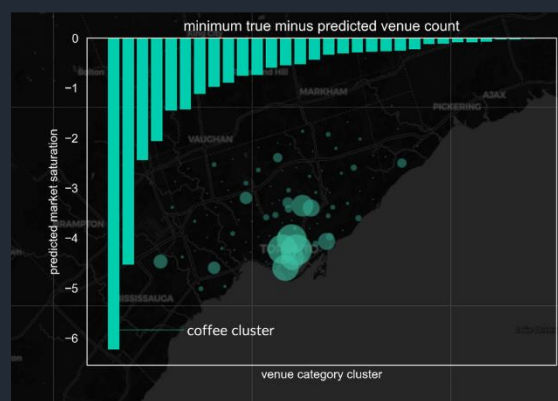 minimum true minus predicted venue count
0
−1
−2
−3
−4
−5
−6
predicted market saturation
MARKHAM
AJAX
PICKERING
VAUGHAN
coffee cluster
venue category cluster